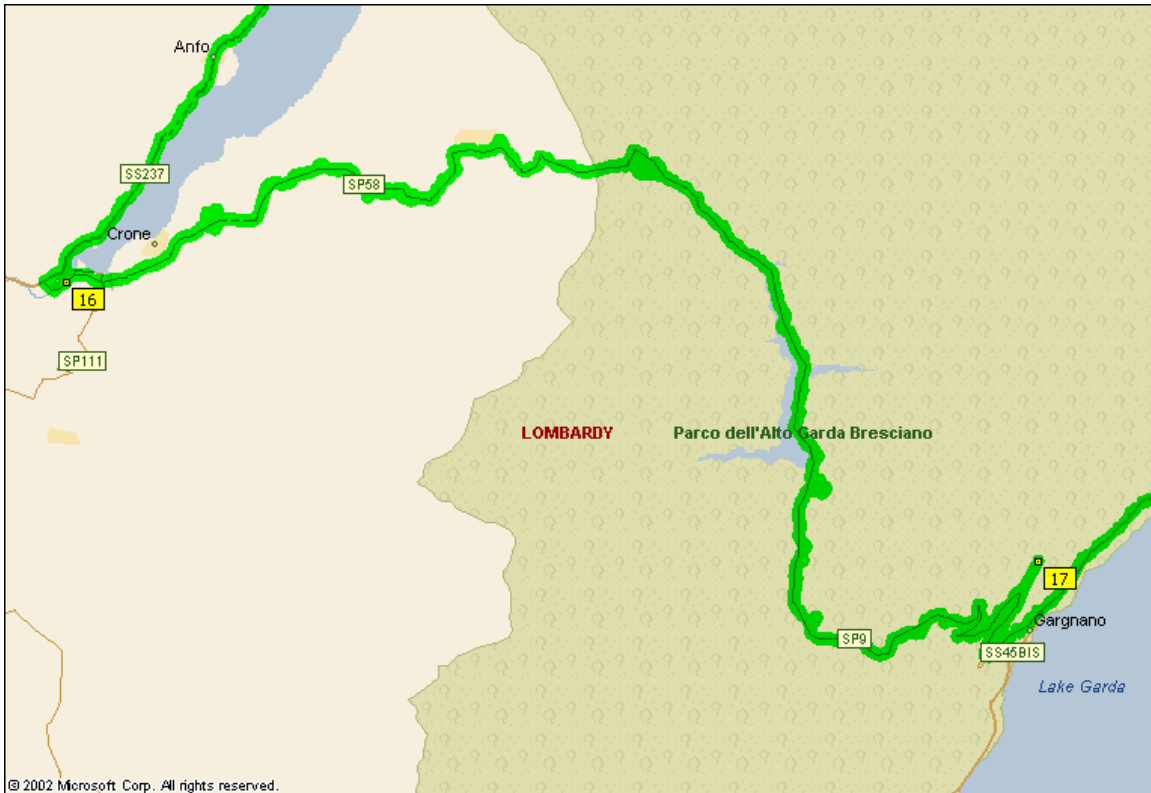 Anfo
SS237
SP58
Crone
16
SP111
LOMBARDY
Parco dell'Alto Garda Bresciano
17
Gargnano
SP9
SS45BIS
Lake Garda
© 2002 Microsoft Corp. All rights reserved.